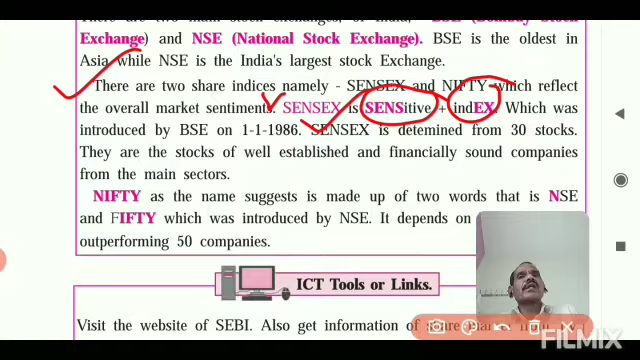 There are two main stock exchanges, of India, BSE (Bombay Stock
Exchange) and NSE (National Stock Exchange). BSE is the oldest in
Asia while NSE is the India's largest stock Exchange.
There are two share indices namely - SENSEX and NIFTY which reflect
the overall market sentiments. SENSEX is SENSitive + indEX. Which was
introduced by BSE on 1-1-1986. SENSEX is detemined from 30 stocks.
They are the stocks of well established and financially sound companies
from the main sectors.
NIFTY as the name suggests is made up of two words that is NSE
and FIFTY which was introduced by NSE. It depends on
outperforming 50 companies.
ICT Tools or Links.
Visit the website of SEBI. Also get information of share
FILMIX